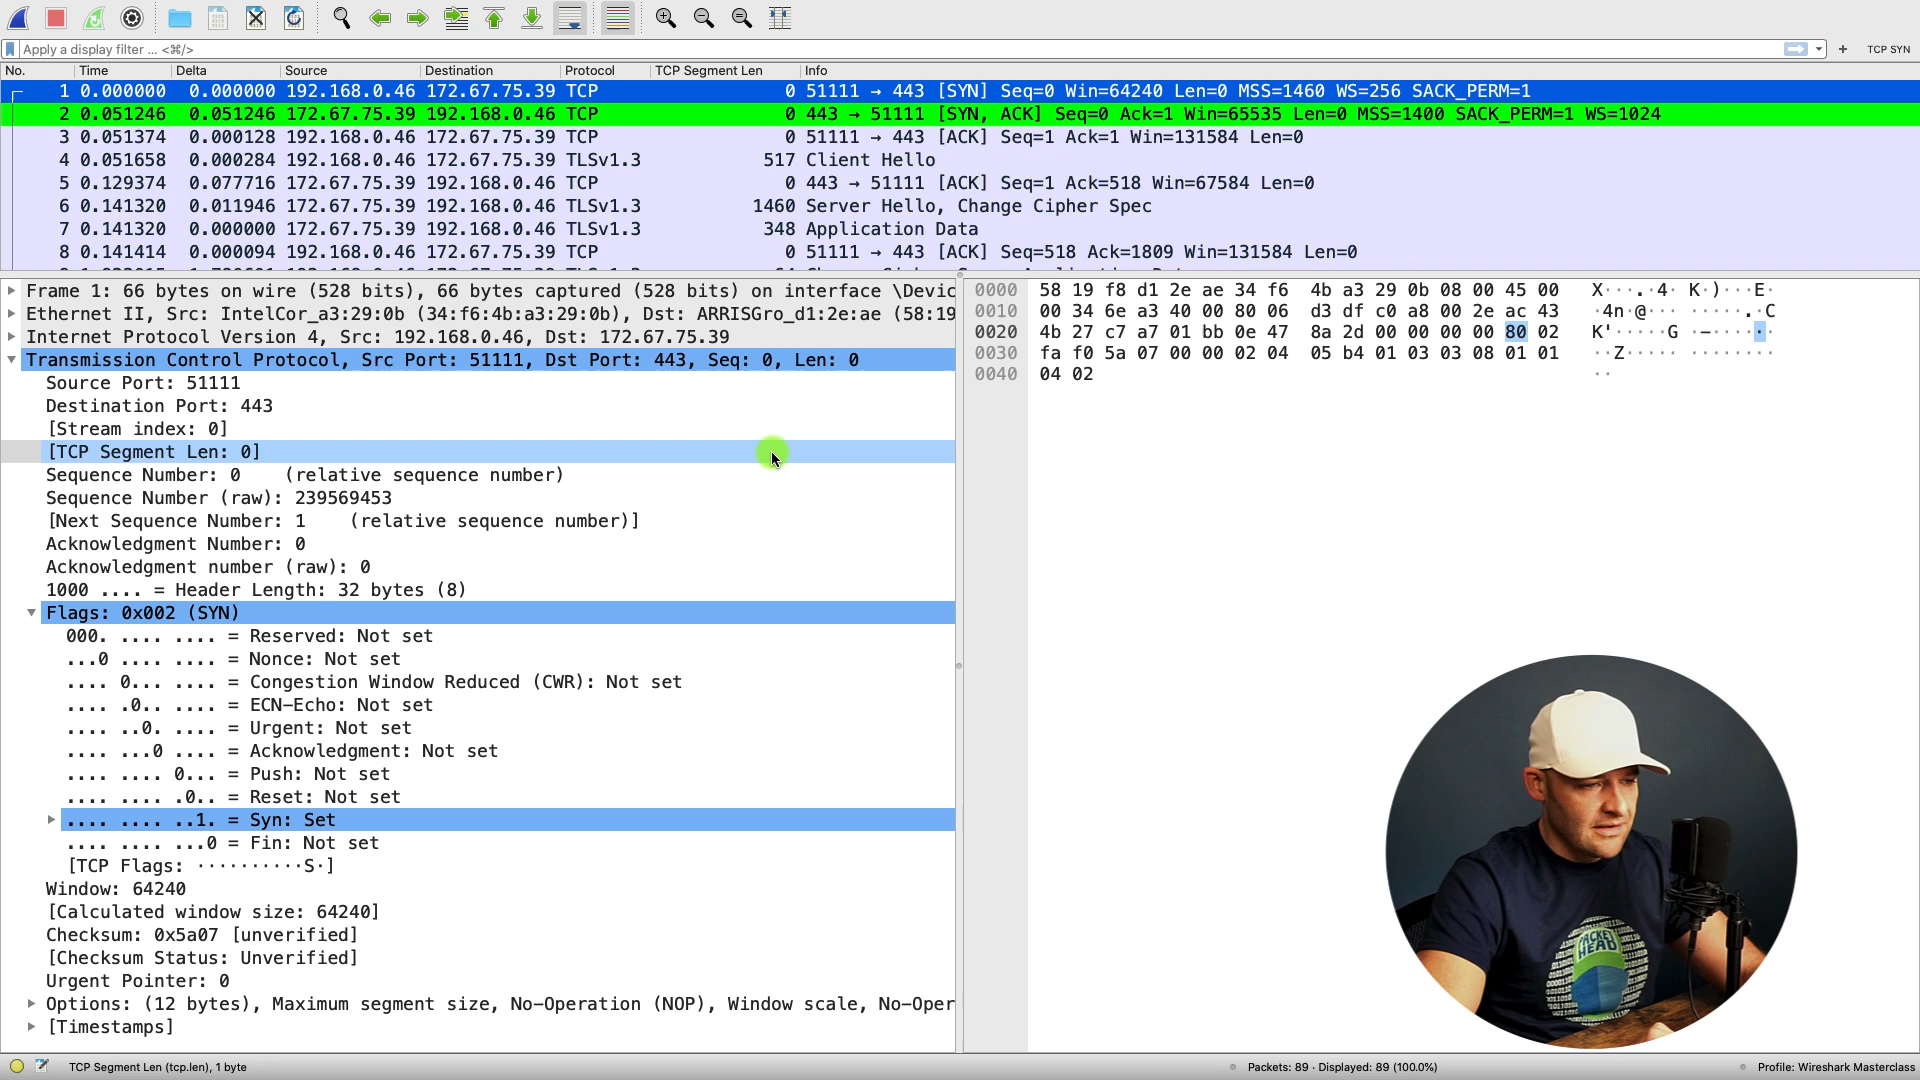 Apply a display filter ... <⌘/>
+
TCP SYN
No. Time Delta Source Destination Protocol TCP Segment Len Info
1 0.000000 0.000000 192.168.0.46 172.67.75.39 TCP 0 51111 → 443 [SYN] Seq=0 Win=64240 Len=0 MSS=1460 WS=256 SACK_PERM=1
2 0.051246 0.051246 172.67.75.39 192.168.0.46 TCP 0 443 → 51111 [SYN, ACK] Seq=0 Ack=1 Win=65535 Len=0 MSS=1400 SACK_PERM=1 WS=1024
3 0.051374 0.000128 192.168.0.46 172.67.75.39 TCP 0 51111 → 443 [ACK] Seq=1 Ack=1 Win=131584 Len=0
4 0.051658 0.000284 192.168.0.46 172.67.75.39 TLSv1.3 517 Client Hello
5 0.129374 0.077716 172.67.75.39 192.168.0.46 TCP 0 443 → 51111 [ACK] Seq=1 Ack=518 Win=67584 Len=0
6 0.141320 0.011946 172.67.75.39 192.168.0.46 TLSv1.3 1460 Server Hello, Change Cipher Spec
7 0.141320 0.000000 172.67.75.39 192.168.0.46 TLSv1.3 348 Application Data
8 0.141414 0.000094 192.168.0.46 172.67.75.39 TCP 0 51111 → 443 [ACK] Seq=518 Ack=1809 Win=131584 Len=0
Frame 1: 66 bytes on wire (528 bits), 66 bytes captured (528 bits) on interface \Devic
Ethernet II, Src: IntelCor_a3:29:0b (34:f6:4b:a3:29:0b), Dst: ARRISGro_d1:2e:ae (58:19
Internet Protocol Version 4, Src: 192.168.0.46, Dst: 172.67.75.39
Transmission Control Protocol, Src Port: 51111, Dst Port: 443, Seq: 0, Len: 0
Source Port: 51111
Destination Port: 443
[Stream index: 0]
[TCP Segment Len: 0]
Sequence Number: 0 (relative sequence number)
Sequence Number (raw): 239569453
[Next Sequence Number: 1 (relative sequence number)]
Acknowledgment Number: 0
Acknowledgment number (raw): 0
1000 .... = Header Length: 32 bytes (8)
Flags: 0x002 (SYN)
000. .... .... = Reserved: Not set
...0 .... .... = Nonce: Not set
.... 0... .... = Congestion Window Reduced (CWR): Not set
.... .0.. .... = ECN-Echo: Not set
.... ..0. .... = Urgent: Not set
.... ...0 .... = Acknowledgment: Not set
.... .... 0... = Push: Not set
.... .... .0.. = Reset: Not set
.... .... ..1. = Syn: Set
.... .... ...0 = Fin: Not set
[TCP Flags: ··········S·]
Window: 64240
[Calculated window size: 64240]
Checksum: 0x5a07 [unverified]
[Checksum Status: Unverified]
Urgent Pointer: 0
Options: (12 bytes), Maximum segment size, No-Operation (NOP), Window scale, No-Oper
[Timestamps]
0000 58 19 f8 d1 2e ae 34 f6 4b a3 29 0b 08 00 45 00 X···.·4· K·)···E·
0010 00 34 6e a3 40 00 80 06 d3 df c0 a8 00 2e ac 43 ·4n·@··· ·····.·C
0020 4b 27 c7 a7 01 bb 0e 47 8a 2d 00 00 00 00 80 02 K'·····G ·-······
0030 fa f0 5a 07 00 00 02 04 05 b4 01 03 03 08 01 01 ··Z····· ········
0040 04 02 ··
PACKET
HEAD
TCP Segment Len (tcp.len), 1 byte
Packets: 89 · Displayed: 89 (100.0%)
Profile: Wireshark Masterclass